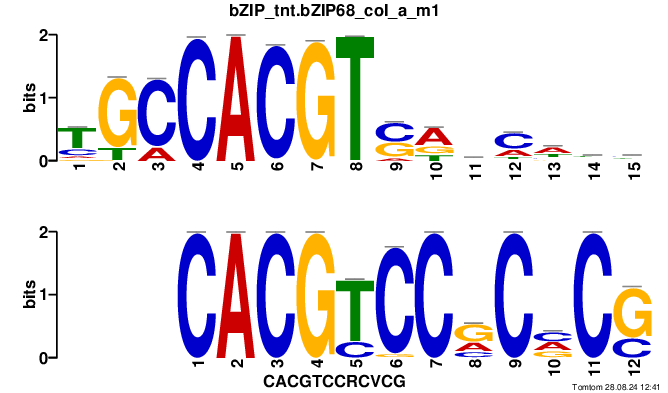 bZIP_tnt.bZIP68_col_a_m1
2
bits
1
0
T G C C A C G T C A C A
C T A G G A A
A A T T T
1 2 3 4 5 6 7 8 9 10 11 12 13 14 15
2
bits
1
0
C A C G T C C G C C C G
C G A A C
C G
1 2 3 4 5 6 7 8 9 10 11 12
CACGTCCRCVCG
Tomtom 28.08.24 12:41